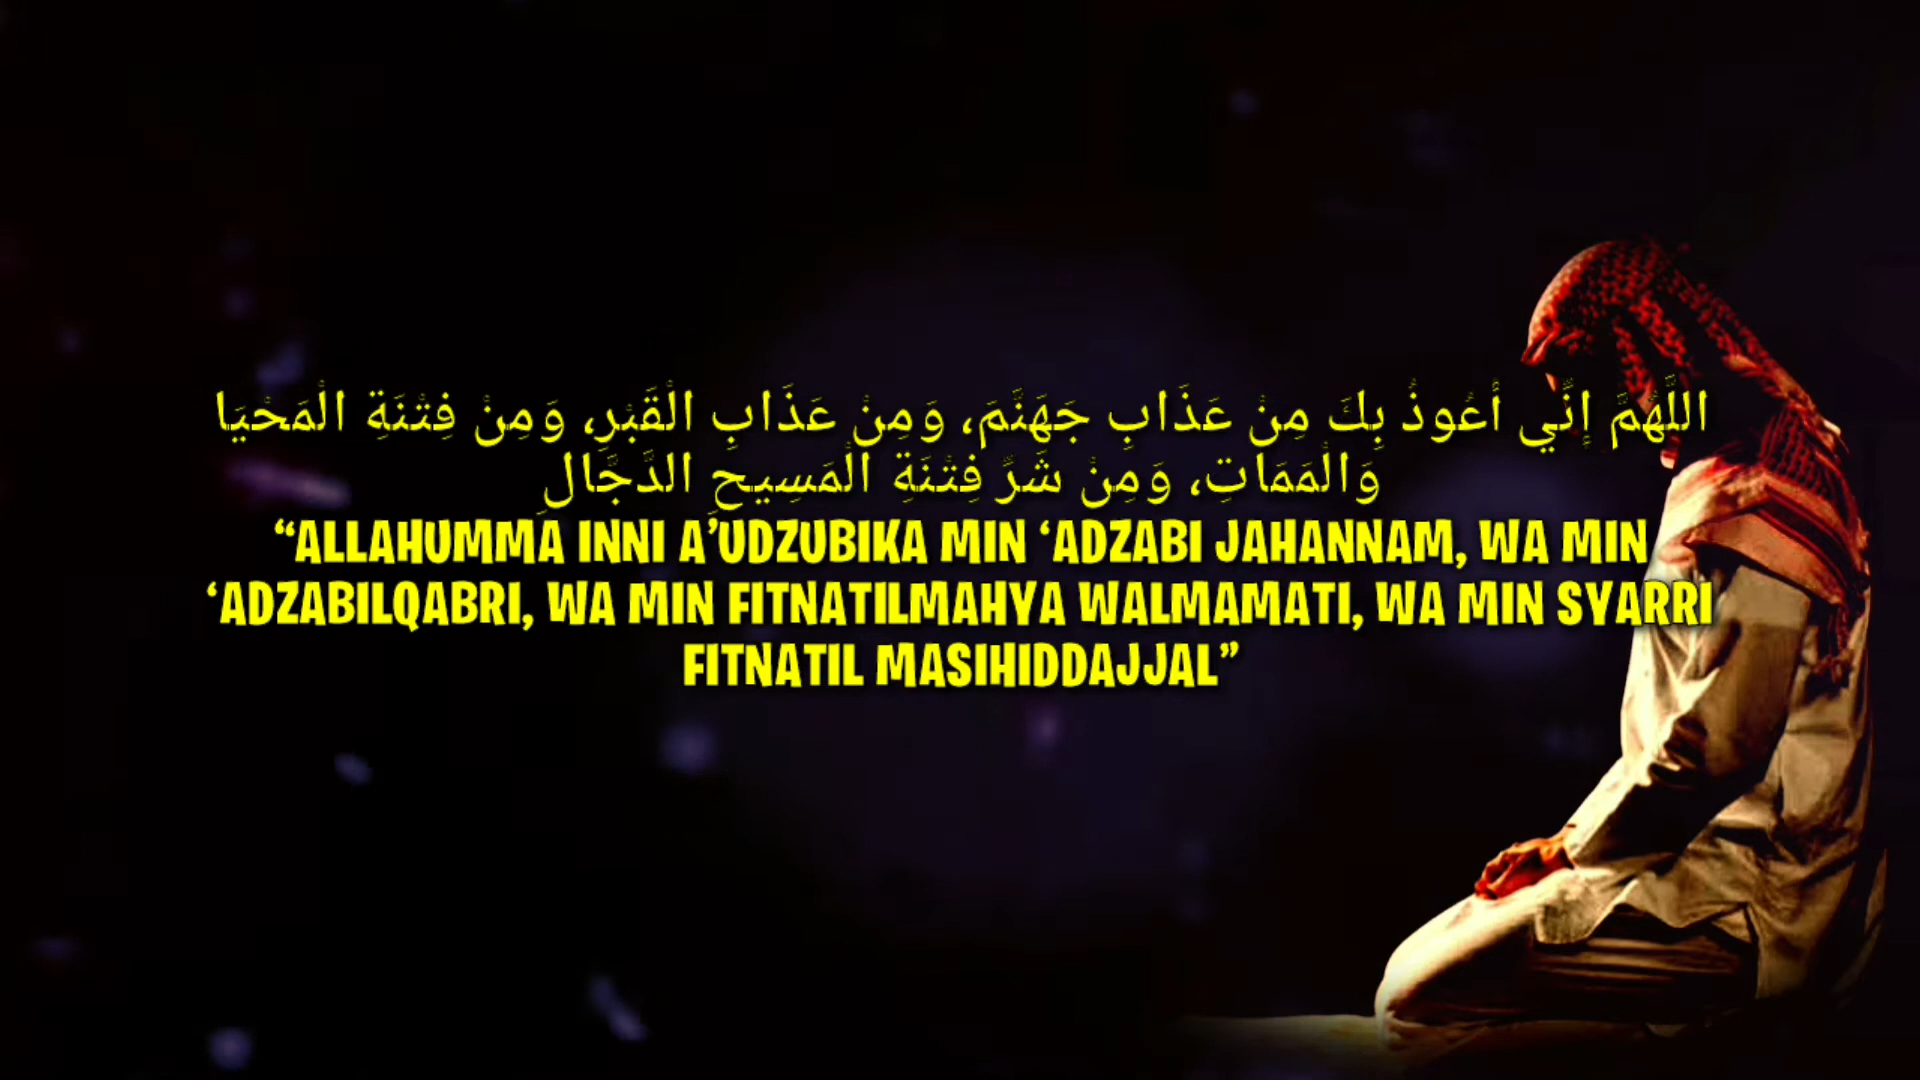 اللَّهُمَّ إِنِّي أَعُوذُ بِكَ مِنْ عَذَابِ جَهَنَّمَ، وَمِنْ عَذَابِ الْقَبْرِ، وَمِنْ فِتْنَةِ الْمَحْيَا
وَالْمَمَاتِ، وَمِنْ شَرِّ فِتْنَةِ الْمَسِيحِ الدَّجَّالِ
“ALLAHUMMA INNI A’UDZUBIKA MIN ‘ADZABI JAHANNAM, WA MIN
‘ADZABILQABRI, WA MIN FITNATILMAHYA WALMAMATI, WA MIN SYARRI
FITNATIL MASIHIDDAJJAL”